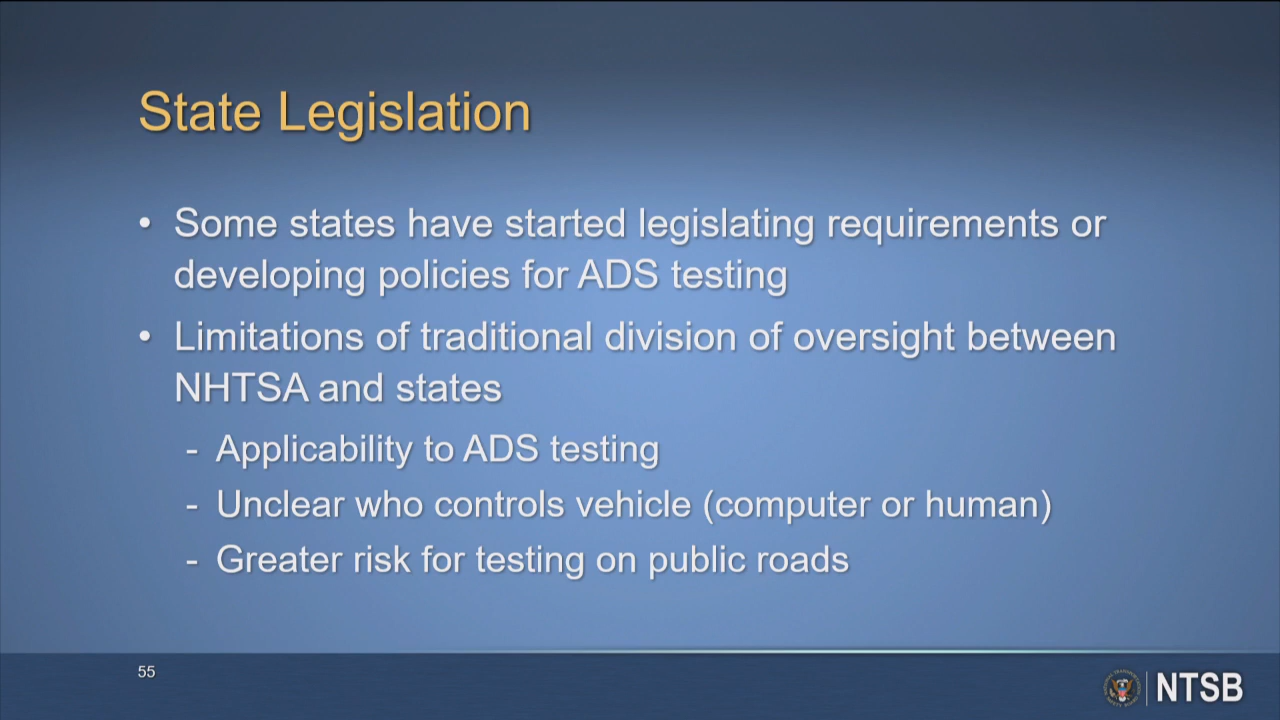 State Legislation
• Some states have started legislating requirements or
developing policies for ADS testing
• Limitations of traditional division of oversight between
NHTSA and states
- Applicability to ADS testing
- Unclear who controls vehicle (computer or human)
- Greater risk for testing on public roads
55
NTSB